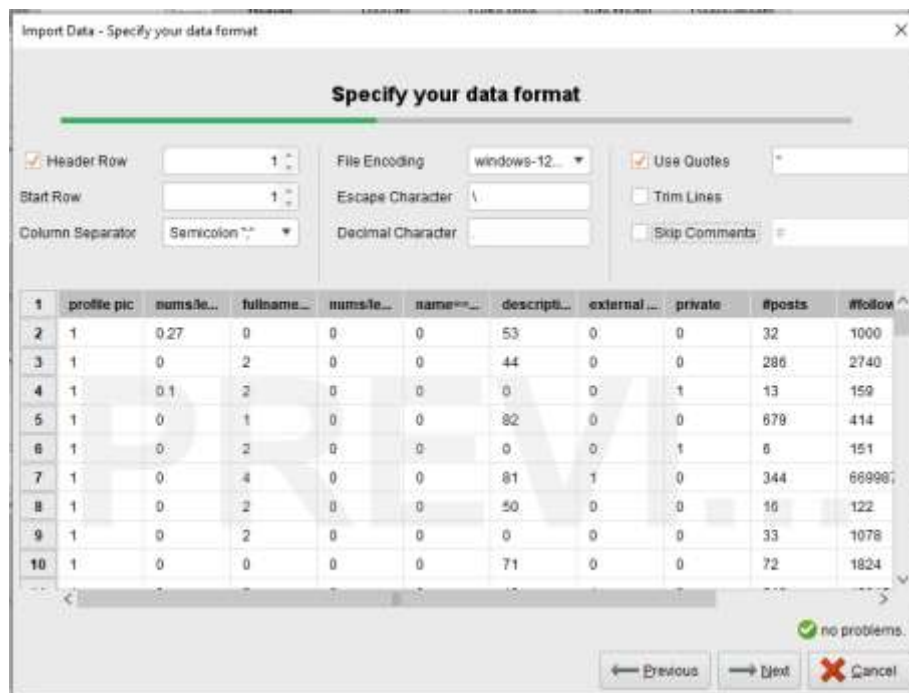 Import Data - Specify your data format
Specify your data format
Header Row 1 File Encoding windows-12... Use Quotes "
Start Row 1 Escape Character \ Trim Lines
Column Separator Semicolon ";" Decimal Character . Skip Comments #
1 profile pic nums/le... fullname... nums/le... name==... descripti... external ... private #posts #follow
2 1 0.27 0 0 0 53 0 0 32 1000
3 1 0 2 0 0 44 0 0 286 2740
4 1 0.1 2 0 0 0 0 1 13 159
5 1 0 1 0 0 82 0 0 679 414
6 1 0 2 0 0 0 0 1 6 151
7 1 0 4 0 0 81 1 0 344 669987
8 1 0 2 0 0 50 0 0 16 122
9 1 0 2 0 0 0 0 0 33 1078
10 1 0 0 0 0 71 0 0 72 1824
PREVI...
no problems.
Previous Next Cancel